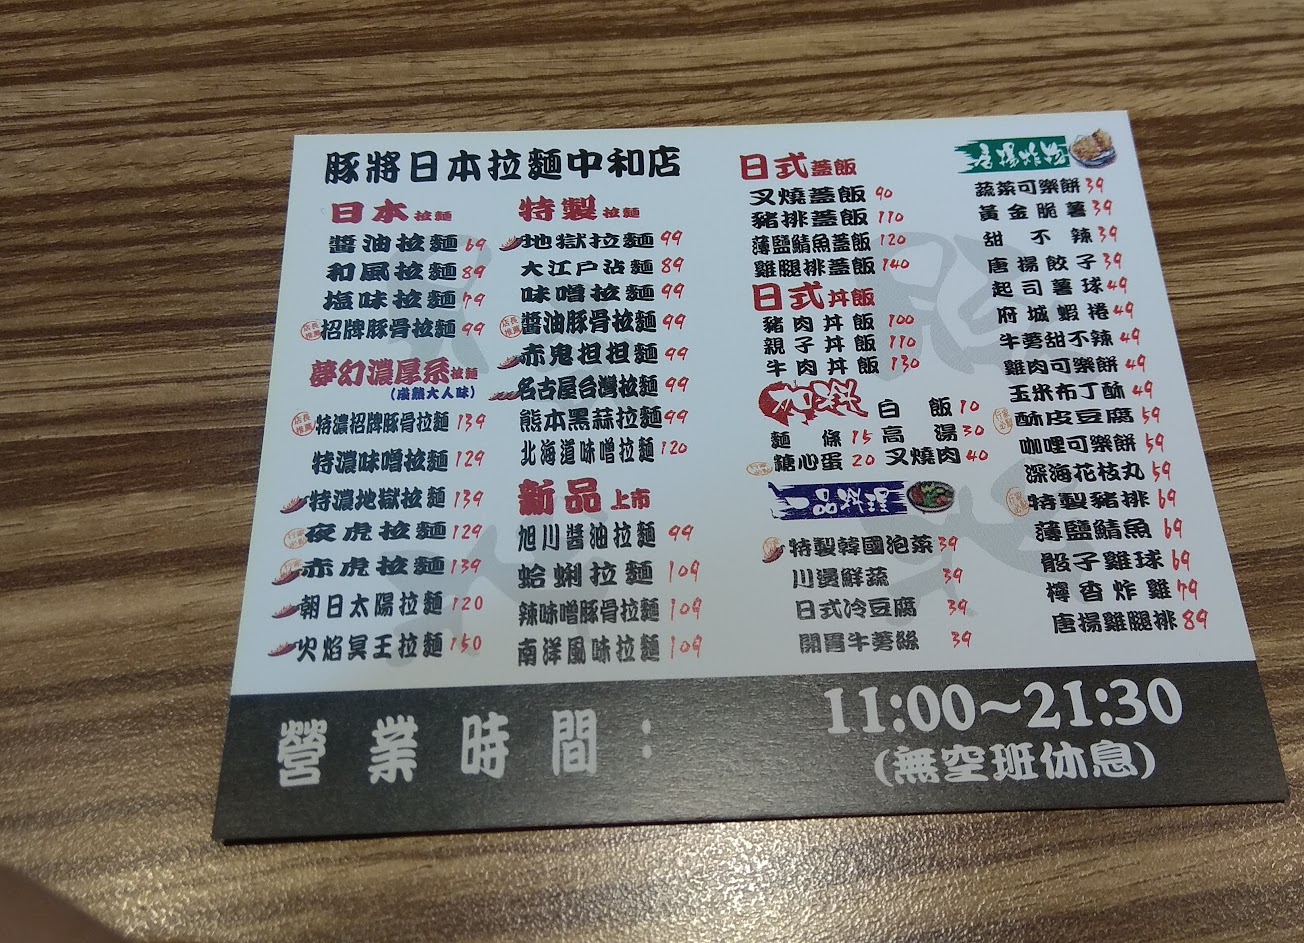 豚將日本拉麵中和店
日本拉麵
醬油拉麵 69
和風拉麵 89
塩味拉麵 79
店長推薦 招牌豚骨拉麵 99
夢幻濃厚系拉麵
(成熟大人味)
店長推薦 特濃招牌豚骨拉麵 139
特濃味噌拉麵 129
特濃地獄拉麵 139
夜虎拉麵 129
赤虎拉麵 139
朝日太陽拉麵 120
火焰冥王拉麵 150
特製拉麵
地獄拉麵 99
大江戶沾麵 89
味噌拉麵 99
店長推薦 醬油豚骨拉麵 99
赤鬼担担麵 99
名古屋台灣拉麵 99
熊本黑蒜拉麵 99
北海道味噌拉麵 120
新品上市
旭川醬油拉麵 99
蛤蜊拉麵 109
辣味噌豚骨拉麵 109
南洋風味拉麵 109
日式蓋飯
叉燒蓋飯 90
豬排蓋飯 110
薄鹽鯖魚蓋飯 120
雞腿排蓋飯 140
日式丼飯
豬肉丼飯 100
親子丼飯 110
牛肉丼飯 130
白飯 10
麵條 15 高湯 30
糖心蛋 20 叉燒肉 40
一品料理
特製韓國泡菜 39
川燙鮮蔬 39
日式冷豆腐 39
開胃牛蒡絲 39
唐揚炸物
蔬菜可樂餅 39
黃金脆薯 39
甜不辣 39
唐揚餃子 39
起司薯球 49
府城蝦捲 49
牛蒡甜不辣 49
雞肉可樂餅 49
玉米布丁酥 49
酥皮豆腐 59
咖哩可樂餅 59
深海花枝丸 59
特製豬排 69
薄鹽鯖魚 69
骰子雞球 69
檸香炸雞 79
唐揚雞腿排 89
營業時間：
11:00~21:30
(無空班休息)